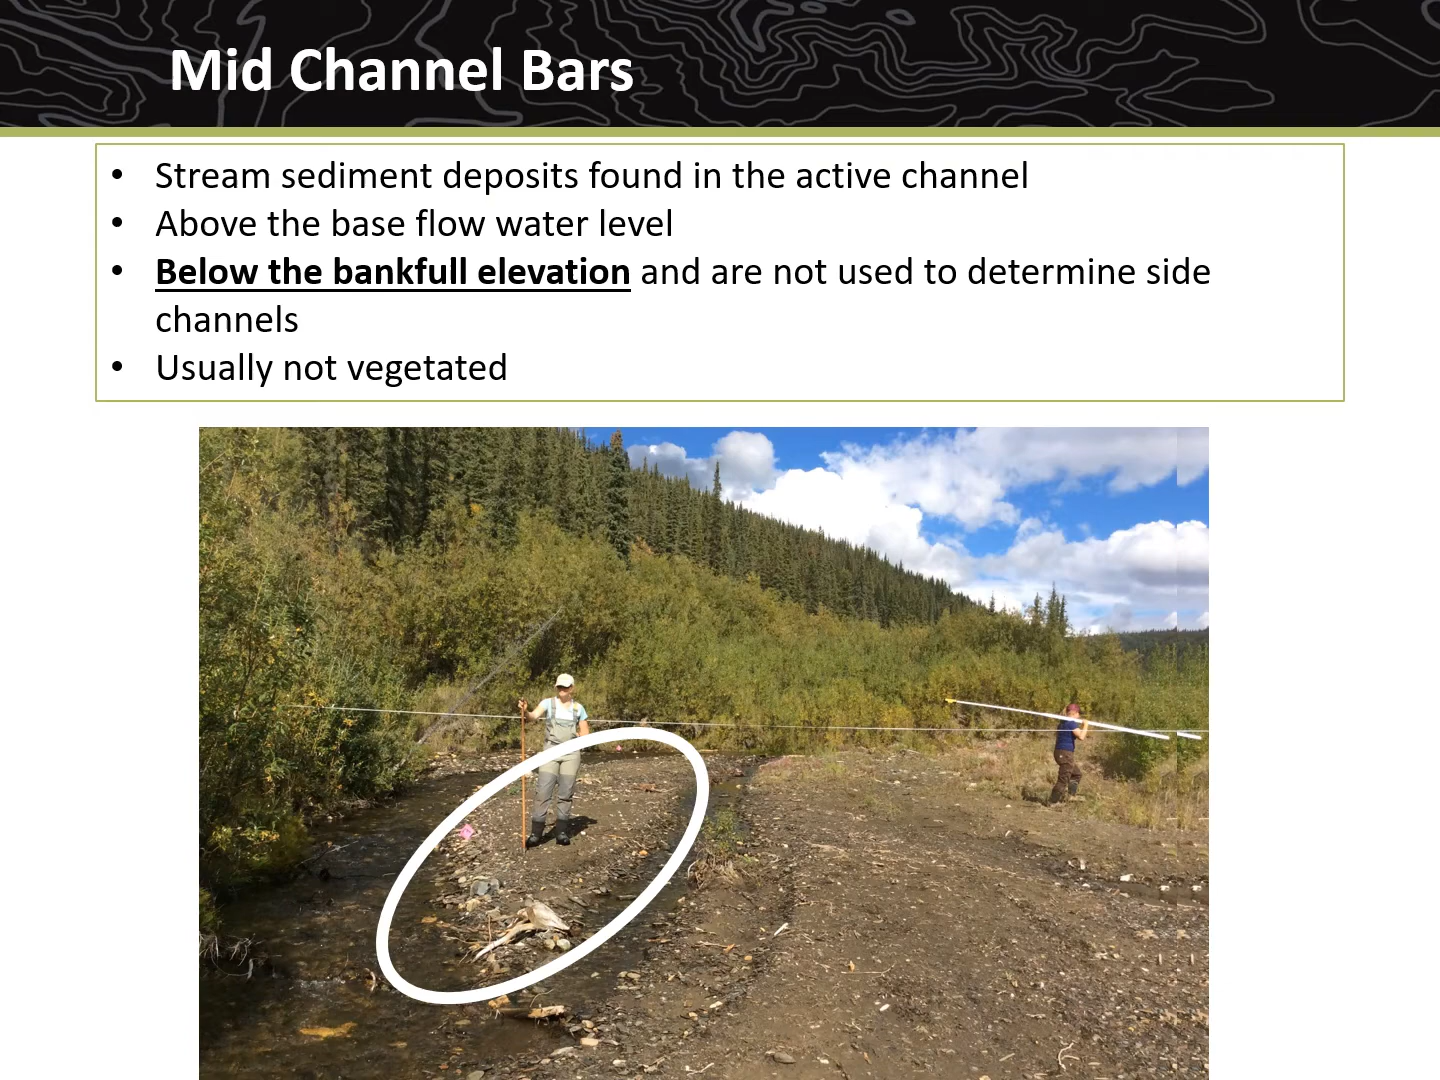 Mid Channel Bars
• Stream sediment deposits found in the active channel
• Above the base flow water level
• Below the bankfull elevation and are not used to determine side
channels
• Usually not vegetated